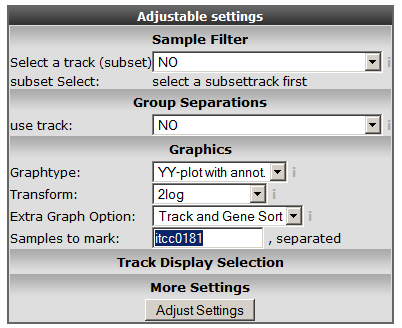 Adjustable settings
Sample Filter
Select a track (subset) NO i
subset Select: select a subsettrack first
Group Separations
use track: NO i
Graphics
Graphtype: YY-plot with annot. i
Transform: 2log i
Extra Graph Option: Track and Gene Sort i
Samples to mark: itcc0181 , separated
Track Display Selection
More Settings
Adjust Settings